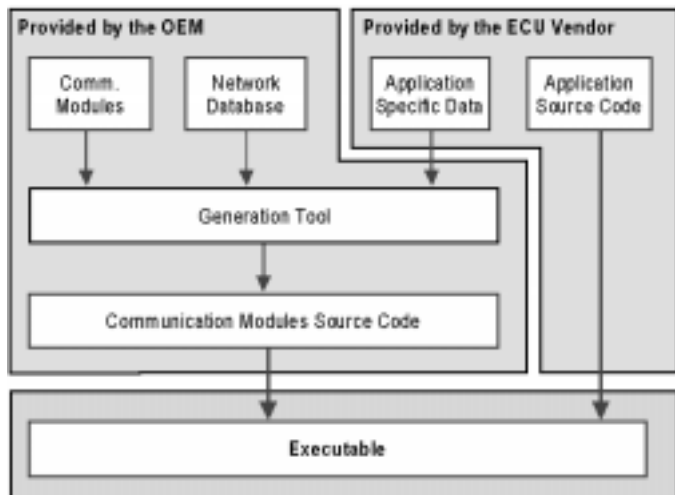 Provided by the OEM
Provided by the ECU Vendor
Comm.
Modules
Network
Database
Application
Specific Data
Application
Source Code
Generation Tool
Communication Modules Source Code
Executable